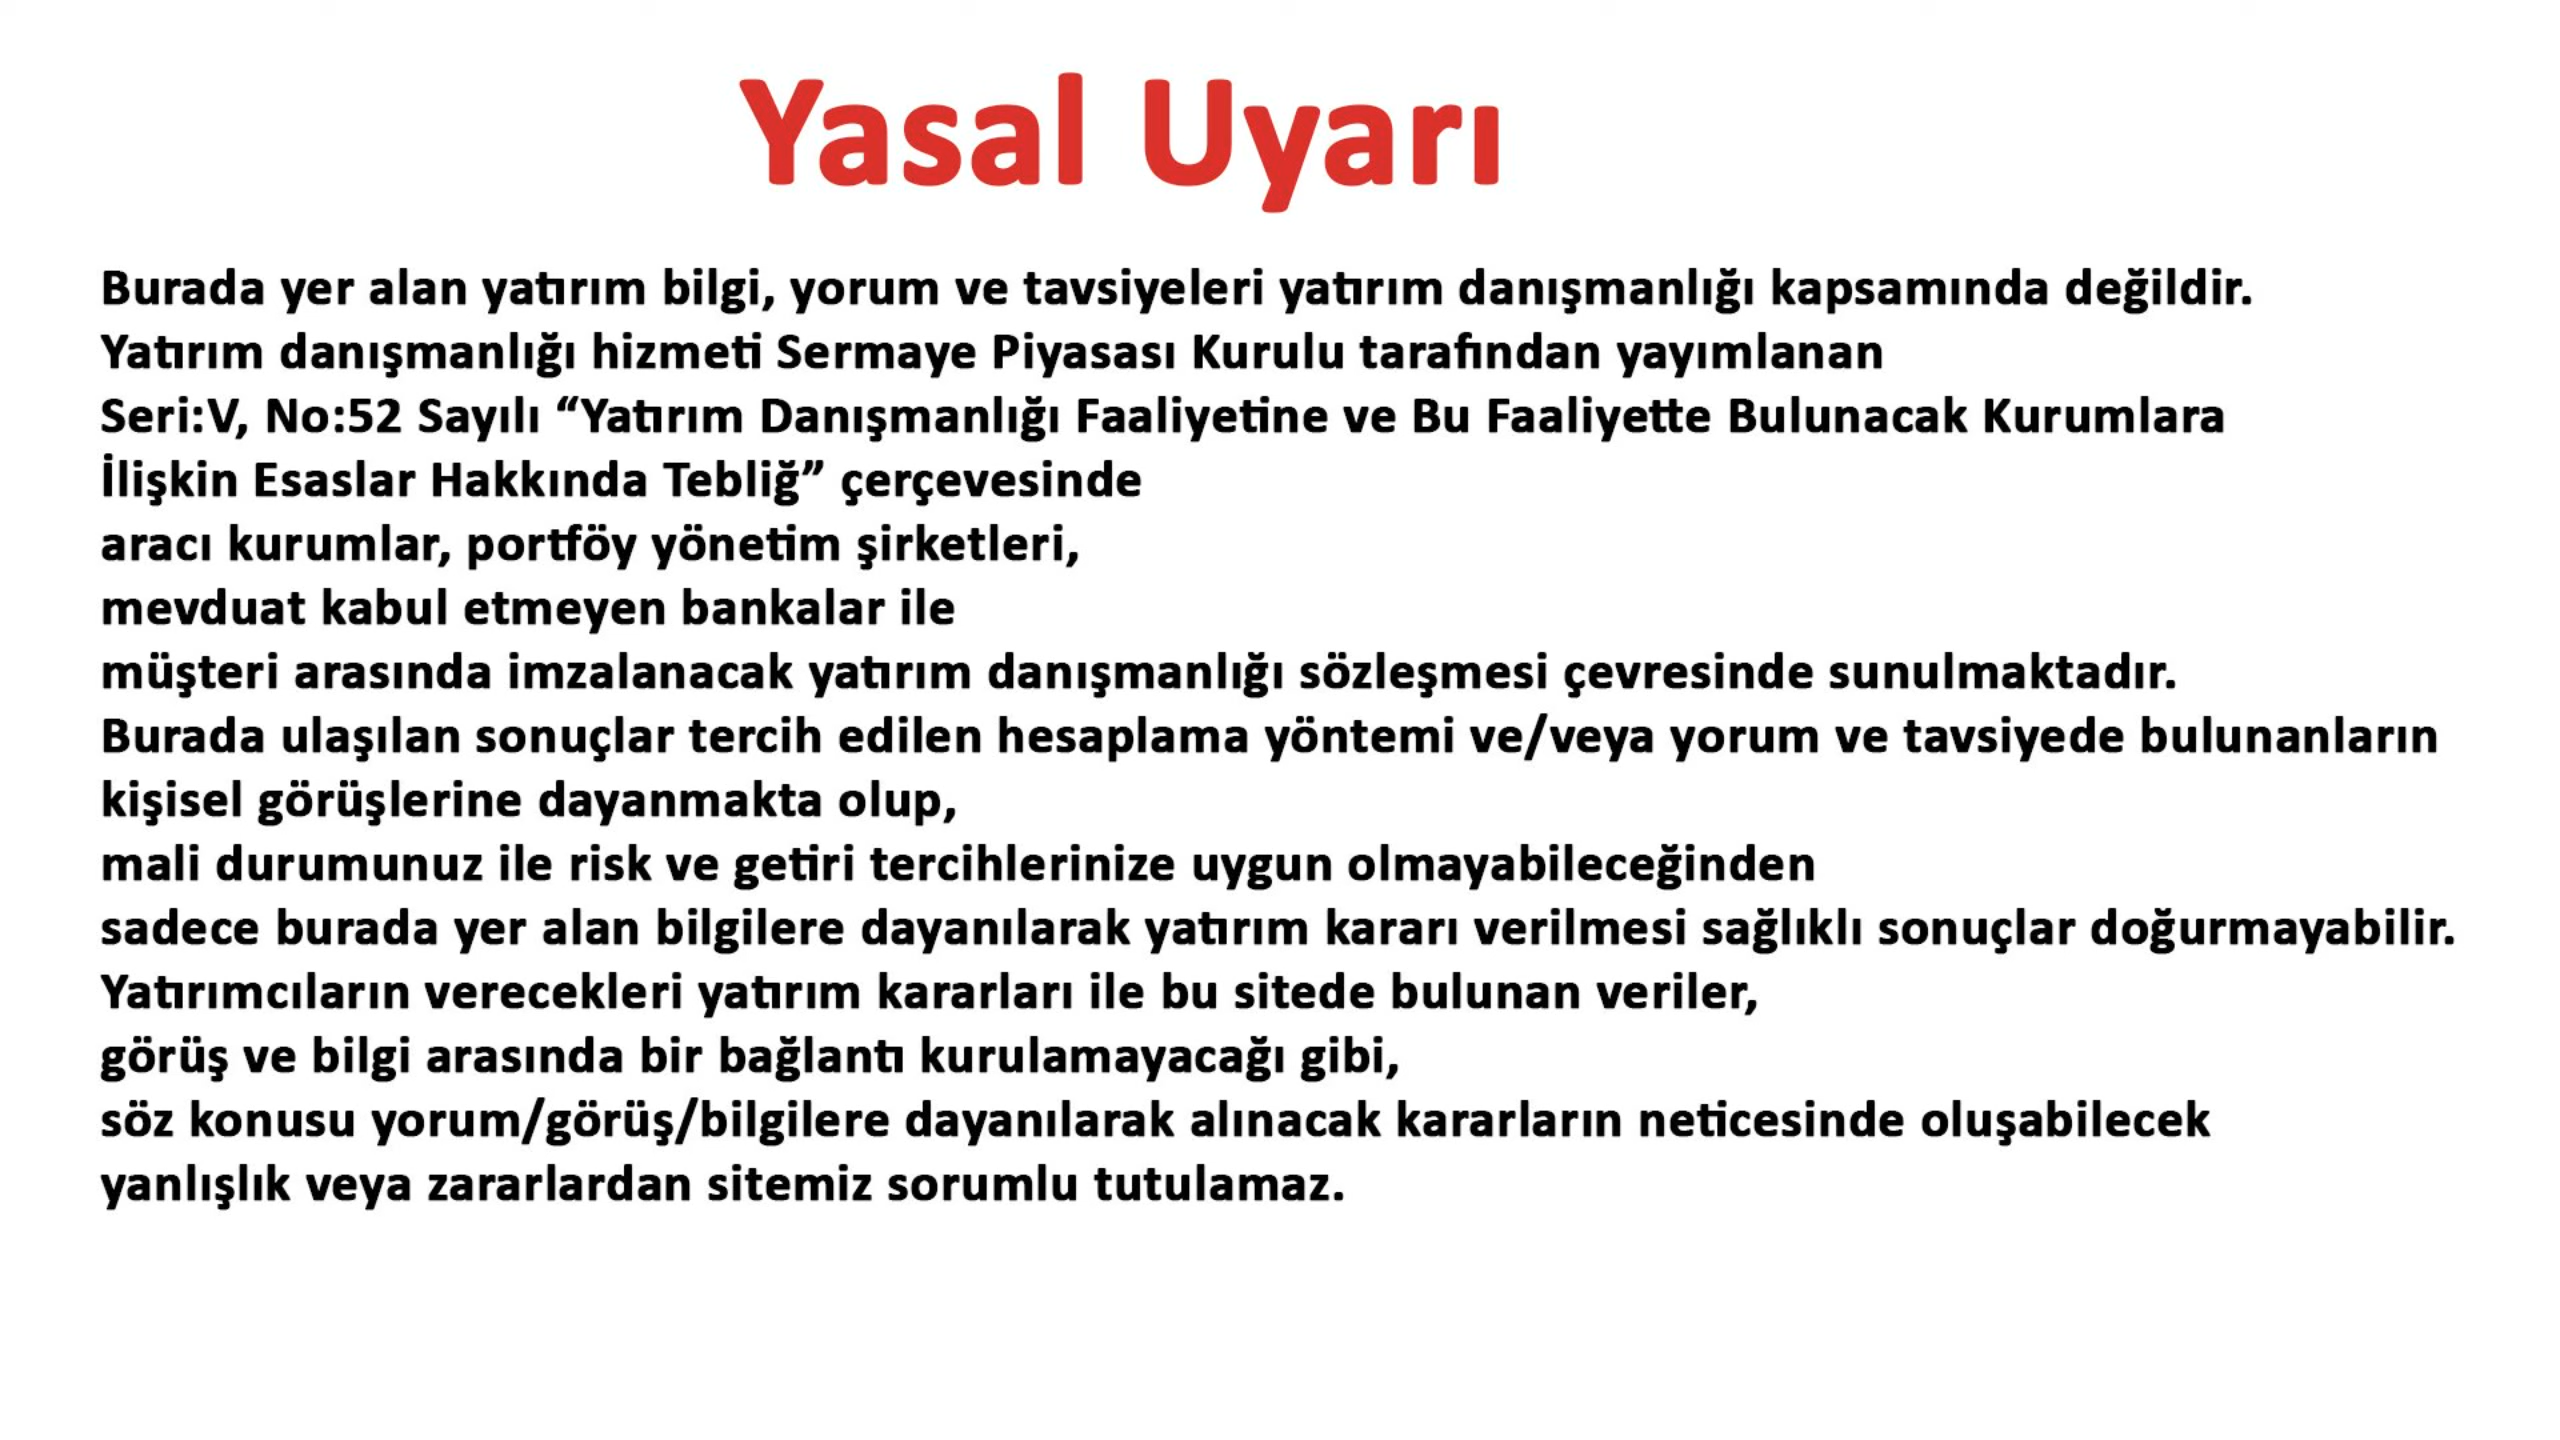 Yasal Uyarı
Burada yer alan yatırım bilgi, yorum ve tavsiyeleri yatırım danışmanlığı kapsamında değildir.
Yatırım danışmanlığı hizmeti Sermaye Piyasası Kurulu tarafından yayımlanan
Seri:V, No:52 Sayılı “Yatırım Danışmanlığı Faaliyetine ve Bu Faaliyette Bulunacak Kurumlara
İlişkin Esaslar Hakkında Tebliğ” çerçevesinde
aracı kurumlar, portföy yönetim şirketleri,
mevduat kabul etmeyen bankalar ile
müşteri arasında imzalanacak yatırım danışmanlığı sözleşmesi çevresinde sunulmaktadır.
Burada ulaşılan sonuçlar tercih edilen hesaplama yöntemi ve/veya yorum ve tavsiyede bulunanların
kişisel görüşlerine dayanmakta olup,
mali durumunuz ile risk ve getiri tercihlerinize uygun olmayabileceğinden
sadece burada yer alan bilgilere dayanılarak yatırım kararı verilmesi sağlıklı sonuçlar doğurmayabilir.
Yatırımcıların verecekleri yatırım kararları ile bu sitede bulunan veriler,
görüş ve bilgi arasında bir bağlantı kurulamayacağı gibi,
söz konusu yorum/görüş/bilgilere dayanılarak alınacak kararların neticesinde oluşabilecek
yanlışlık veya zararlardan sitemiz sorumlu tutulamaz.